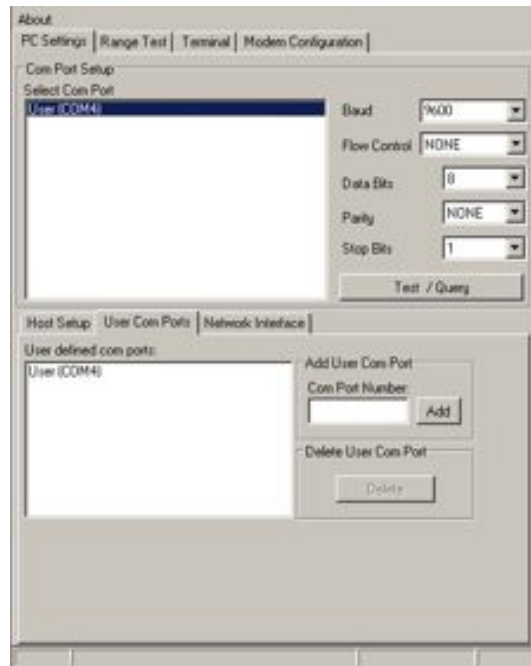 About
PC Settings Range Test Terminal Modem Configuration
Com Port Setup
Select Com Port
User (COM4)
Baud 9600
Flow Control NONE
Data Bits 8
Parity NONE
Stop Bits 1
Test / Query
Host Setup User Com Ports Network Interface
User defined com ports:
User (COM4)
Add User Com Port
Com Port Number:
Add
Delete User Com Port
Delete